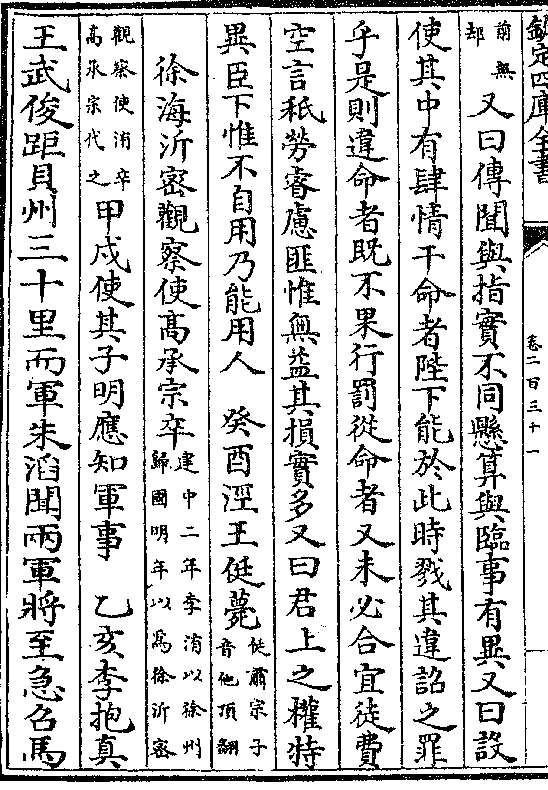 欽定四庫全書
卷二百三十一
前無却又曰傳聞與指實不同懸算與臨事有異又曰設
使其中有肆情干命者陛下能於此時戮其違詔之罪
乎是則違命者既不果行罰從命者又未必合宜徒費
空言秖勞睿慮匪惟無益其損實多又曰君上之權特
異臣下惟不自用乃能用人 癸酉涇王侹薨侹肅宗子音他頂翻
徐海沂密觀察使高承宗卒建中二年李洧以徐州歸國明年以為徐沂密
觀察使洧卒高承宗代之甲戌使其子明應知軍事 乙亥李抱真
王武俊距貝州三十里而軍朱滔聞兩軍將至急召馬